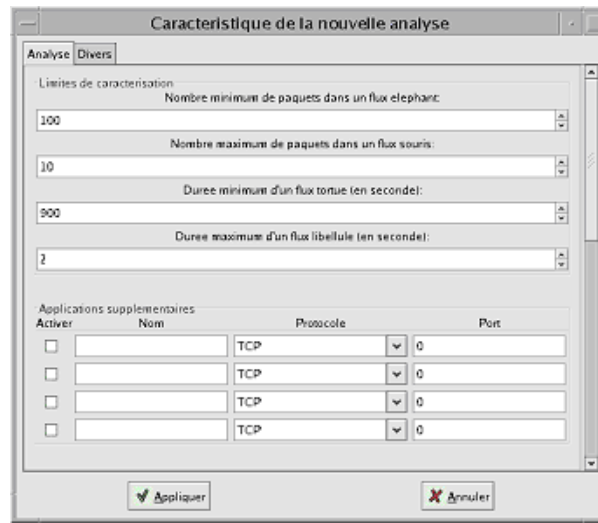 Caracteristique de la nouvelle analyse
Analyse Divers
Limites de caracterisation
Nombre minimum de paquets dans un flux elephant:
100
Nombre maximum de paquets dans un flux souris:
10
Duree minimum d'un flux tortue (en seconde):
900
Duree maximum d'un flux libellule (en seconde):
2
Applications supplementaires
Activer Nom Protocole Port
TCP 0
TCP 0
TCP 0
TCP 0
Appliquer Annuler